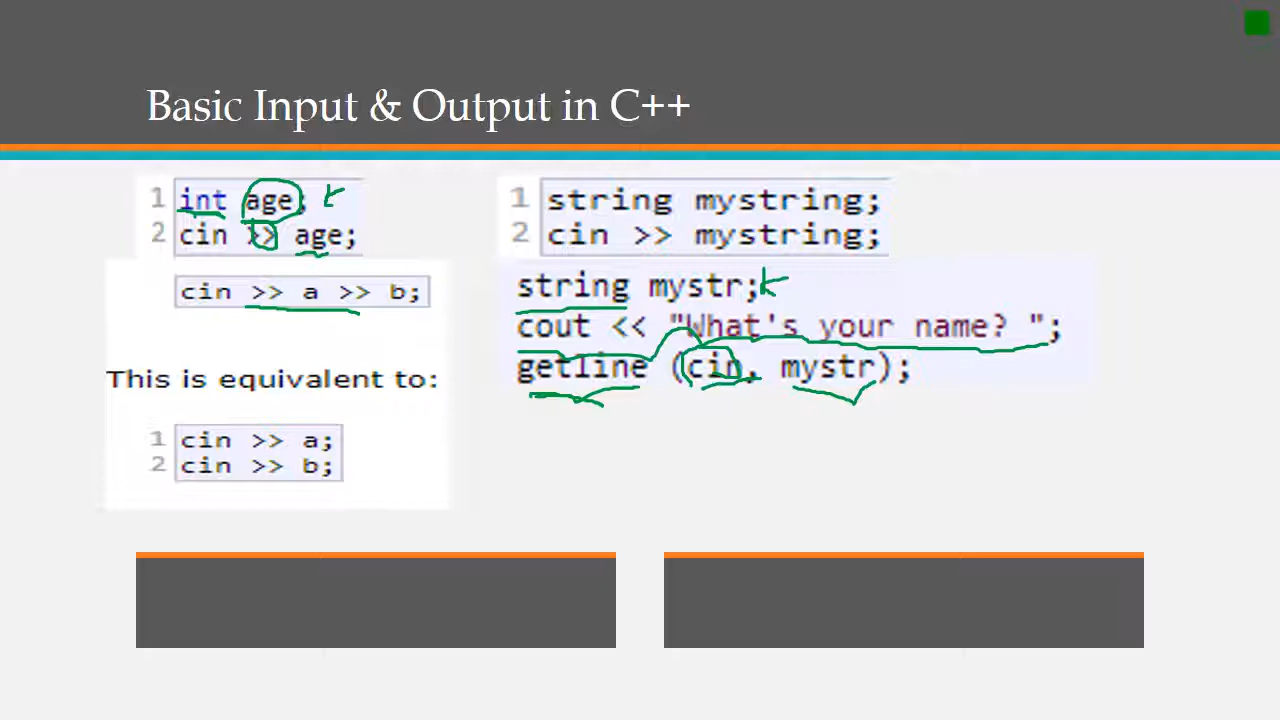 Basic Input & Output in C++
1 int age;
2 cin >> age;
cin >> a >> b;
This is equivalent to:
1 cin >> a;
2 cin >> b;
1 string mystring;
2 cin >> mystring;
string mystr;
cout << "What's your name? ";
getline (cin, mystr);